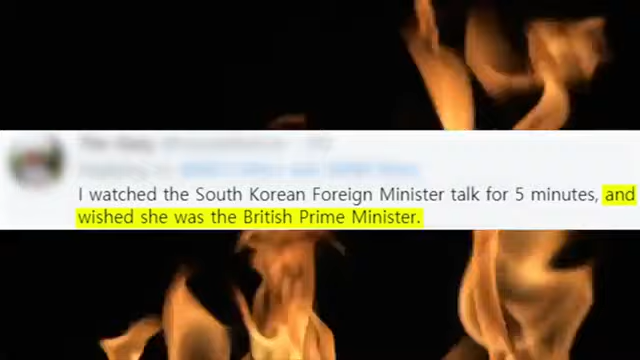 I watched the South Korean Foreign Minister talk for 5 minutes, and
wished she was the British Prime Minister.